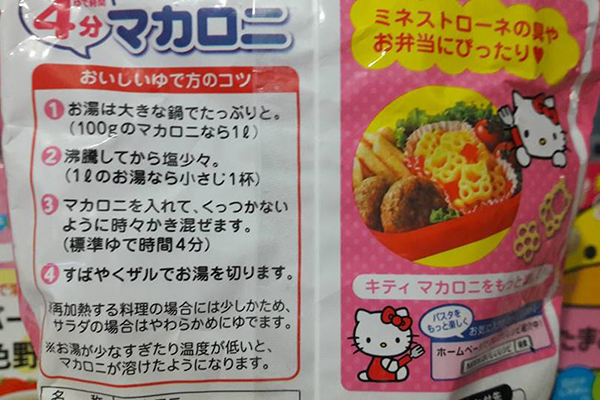 4分
マカロニ
おいしいゆで方のコツ
1 お湯は大きな鍋でたっぷりと。
(100gのマカロニなら1ℓ)
2 沸騰してから塩少々。
(1ℓのお湯なら小さじ1杯)
3 マカロニを入れて、くっつかない
ように時々かき混ぜます。
(標準ゆで時間4分)
4 すばやくザルでお湯を切ります。
再加熱する料理の場合には少しかため、
サラダの場合はやわらかめにゆでます。
※お湯が少なすぎたり温度が低いと、
マカロニが溶けたようになります。
ミネストローネの具や
お弁当にぴったり♥
キティ マカロニをもっと
パスタを
もっと楽しく
お気に入り
ホームページで